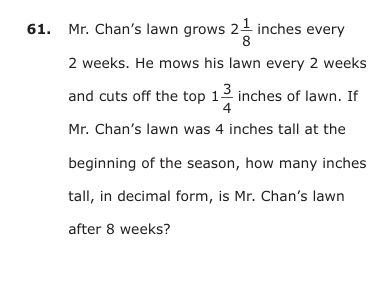 61. Mr. Chan’s lawn grows 2 1/8 inches every
2 weeks. He mows his lawn every 2 weeks
and cuts off the top 1 3/4 inches of lawn. If
Mr. Chan’s lawn was 4 inches tall at the
beginning of the season, how many inches
tall, in decimal form, is Mr. Chan’s lawn
after 8 weeks?